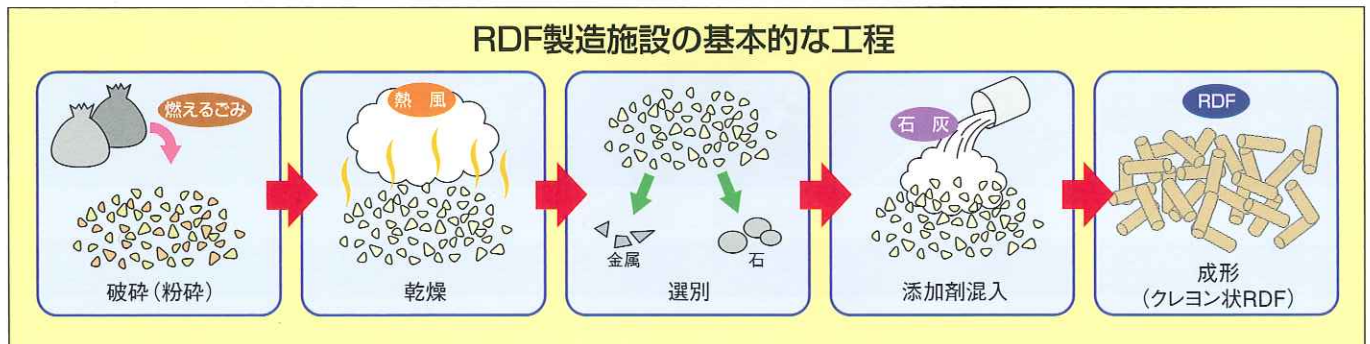 RDF製造施設の基本的な工程
燃えるごみ
破砕（粉砕）
熱 風
乾燥
金属
石
選別
石 灰
添加剤混入
RDF
成形
（クレヨン状RDF）